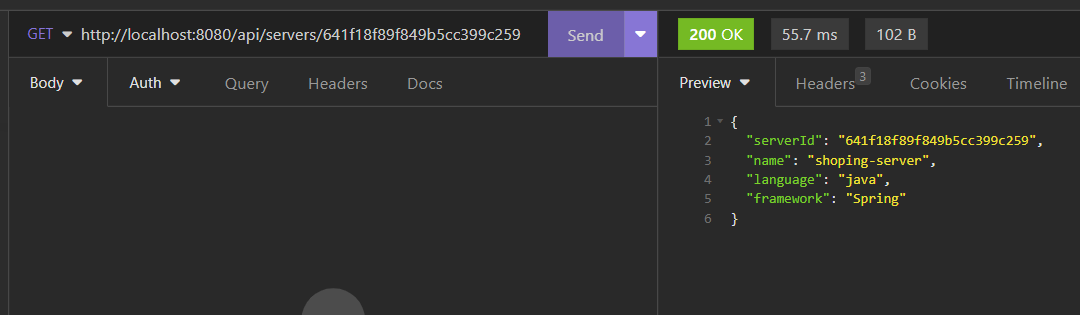 GET http://localhost:8080/api/servers/641f18f89f849b5cc399c259 Send 200 OK 55.7 ms 102 B
Body Auth Query Headers Docs Preview Headers 3 Cookies Timeline
1 {
2 "serverId": "641f18f89f849b5cc399c259",
3 "name": "shoping-server",
4 "language": "java",
5 "framework": "Spring"
6 }